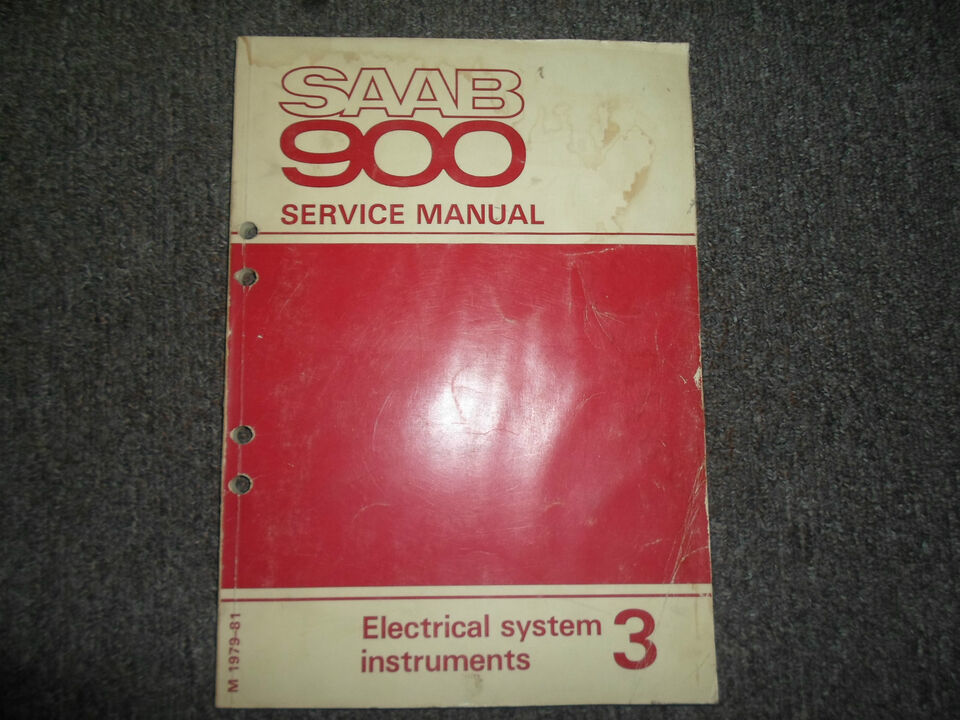 SAAB
900
SERVICE MANUAL
Electrical system
instruments
3
M 1979-81